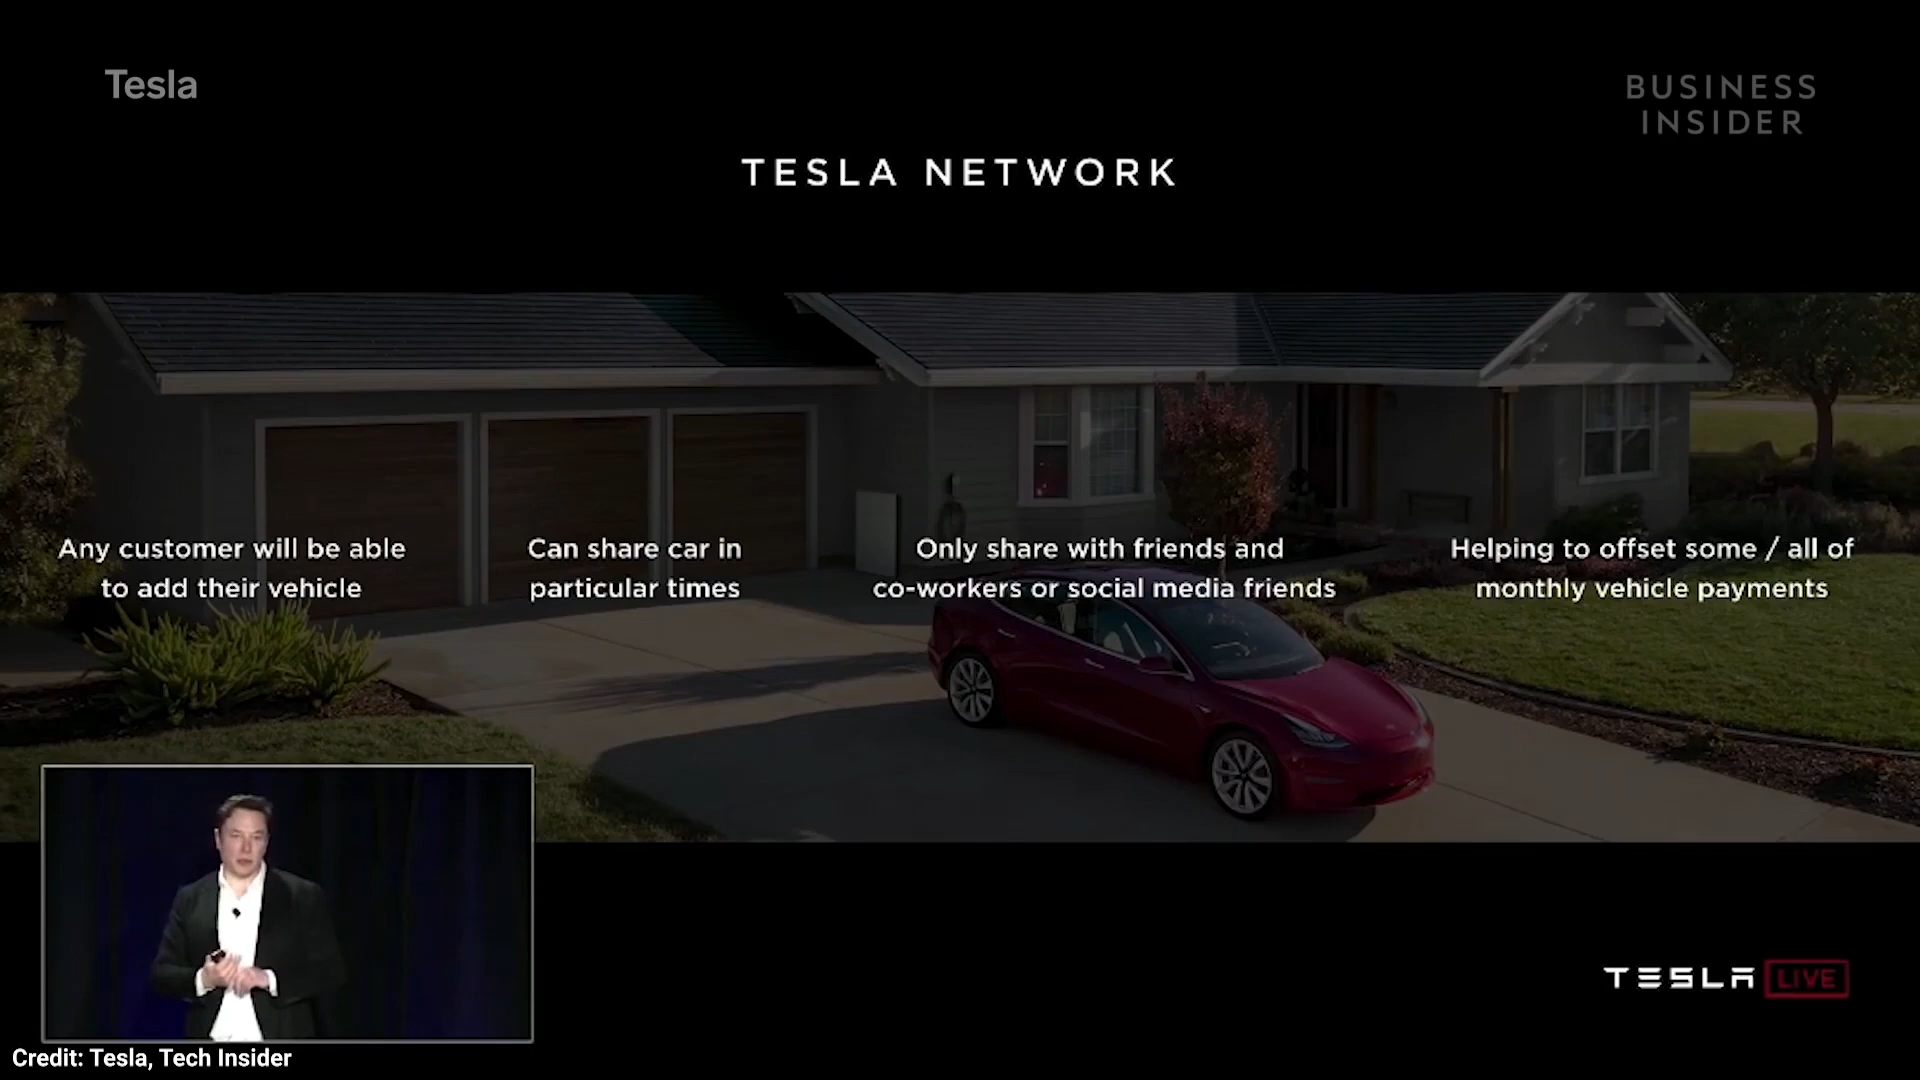 Tesla
BUSINESS
INSIDER
TESLA NETWORK
Any customer will be able
to add their vehicle
Can share car in
particular times
Only share with friends and
co-workers or social media friends
Helping to offset some / all of
monthly vehicle payments
TESLA LIVE
Credit: Tesla, Tech Insider